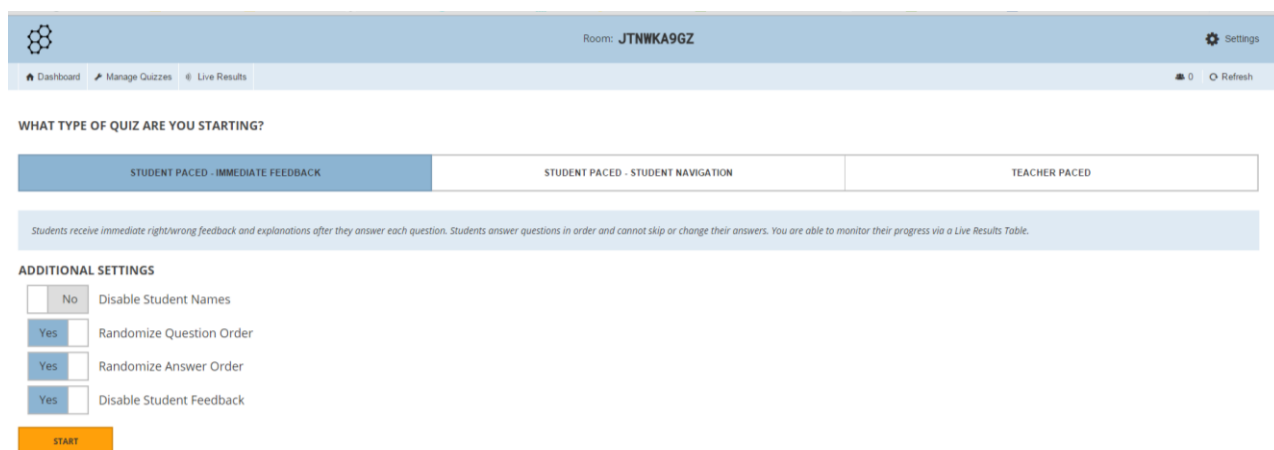 Room: JTNWKA9GZ Settings
Dashboard Manage Quizzes Live Results 0 Refresh
WHAT TYPE OF QUIZ ARE YOU STARTING?
STUDENT PACED - IMMEDIATE FEEDBACK STUDENT PACED - STUDENT NAVIGATION TEACHER PACED
Students receive immediate right/wrong feedback and explanations after they answer each question. Students answer questions in order and cannot skip or change their answers. You are able to monitor their progress via a Live Results Table.
ADDITIONAL SETTINGS
No Disable Student Names
Yes Randomize Question Order
Yes Randomize Answer Order
Yes Disable Student Feedback
START